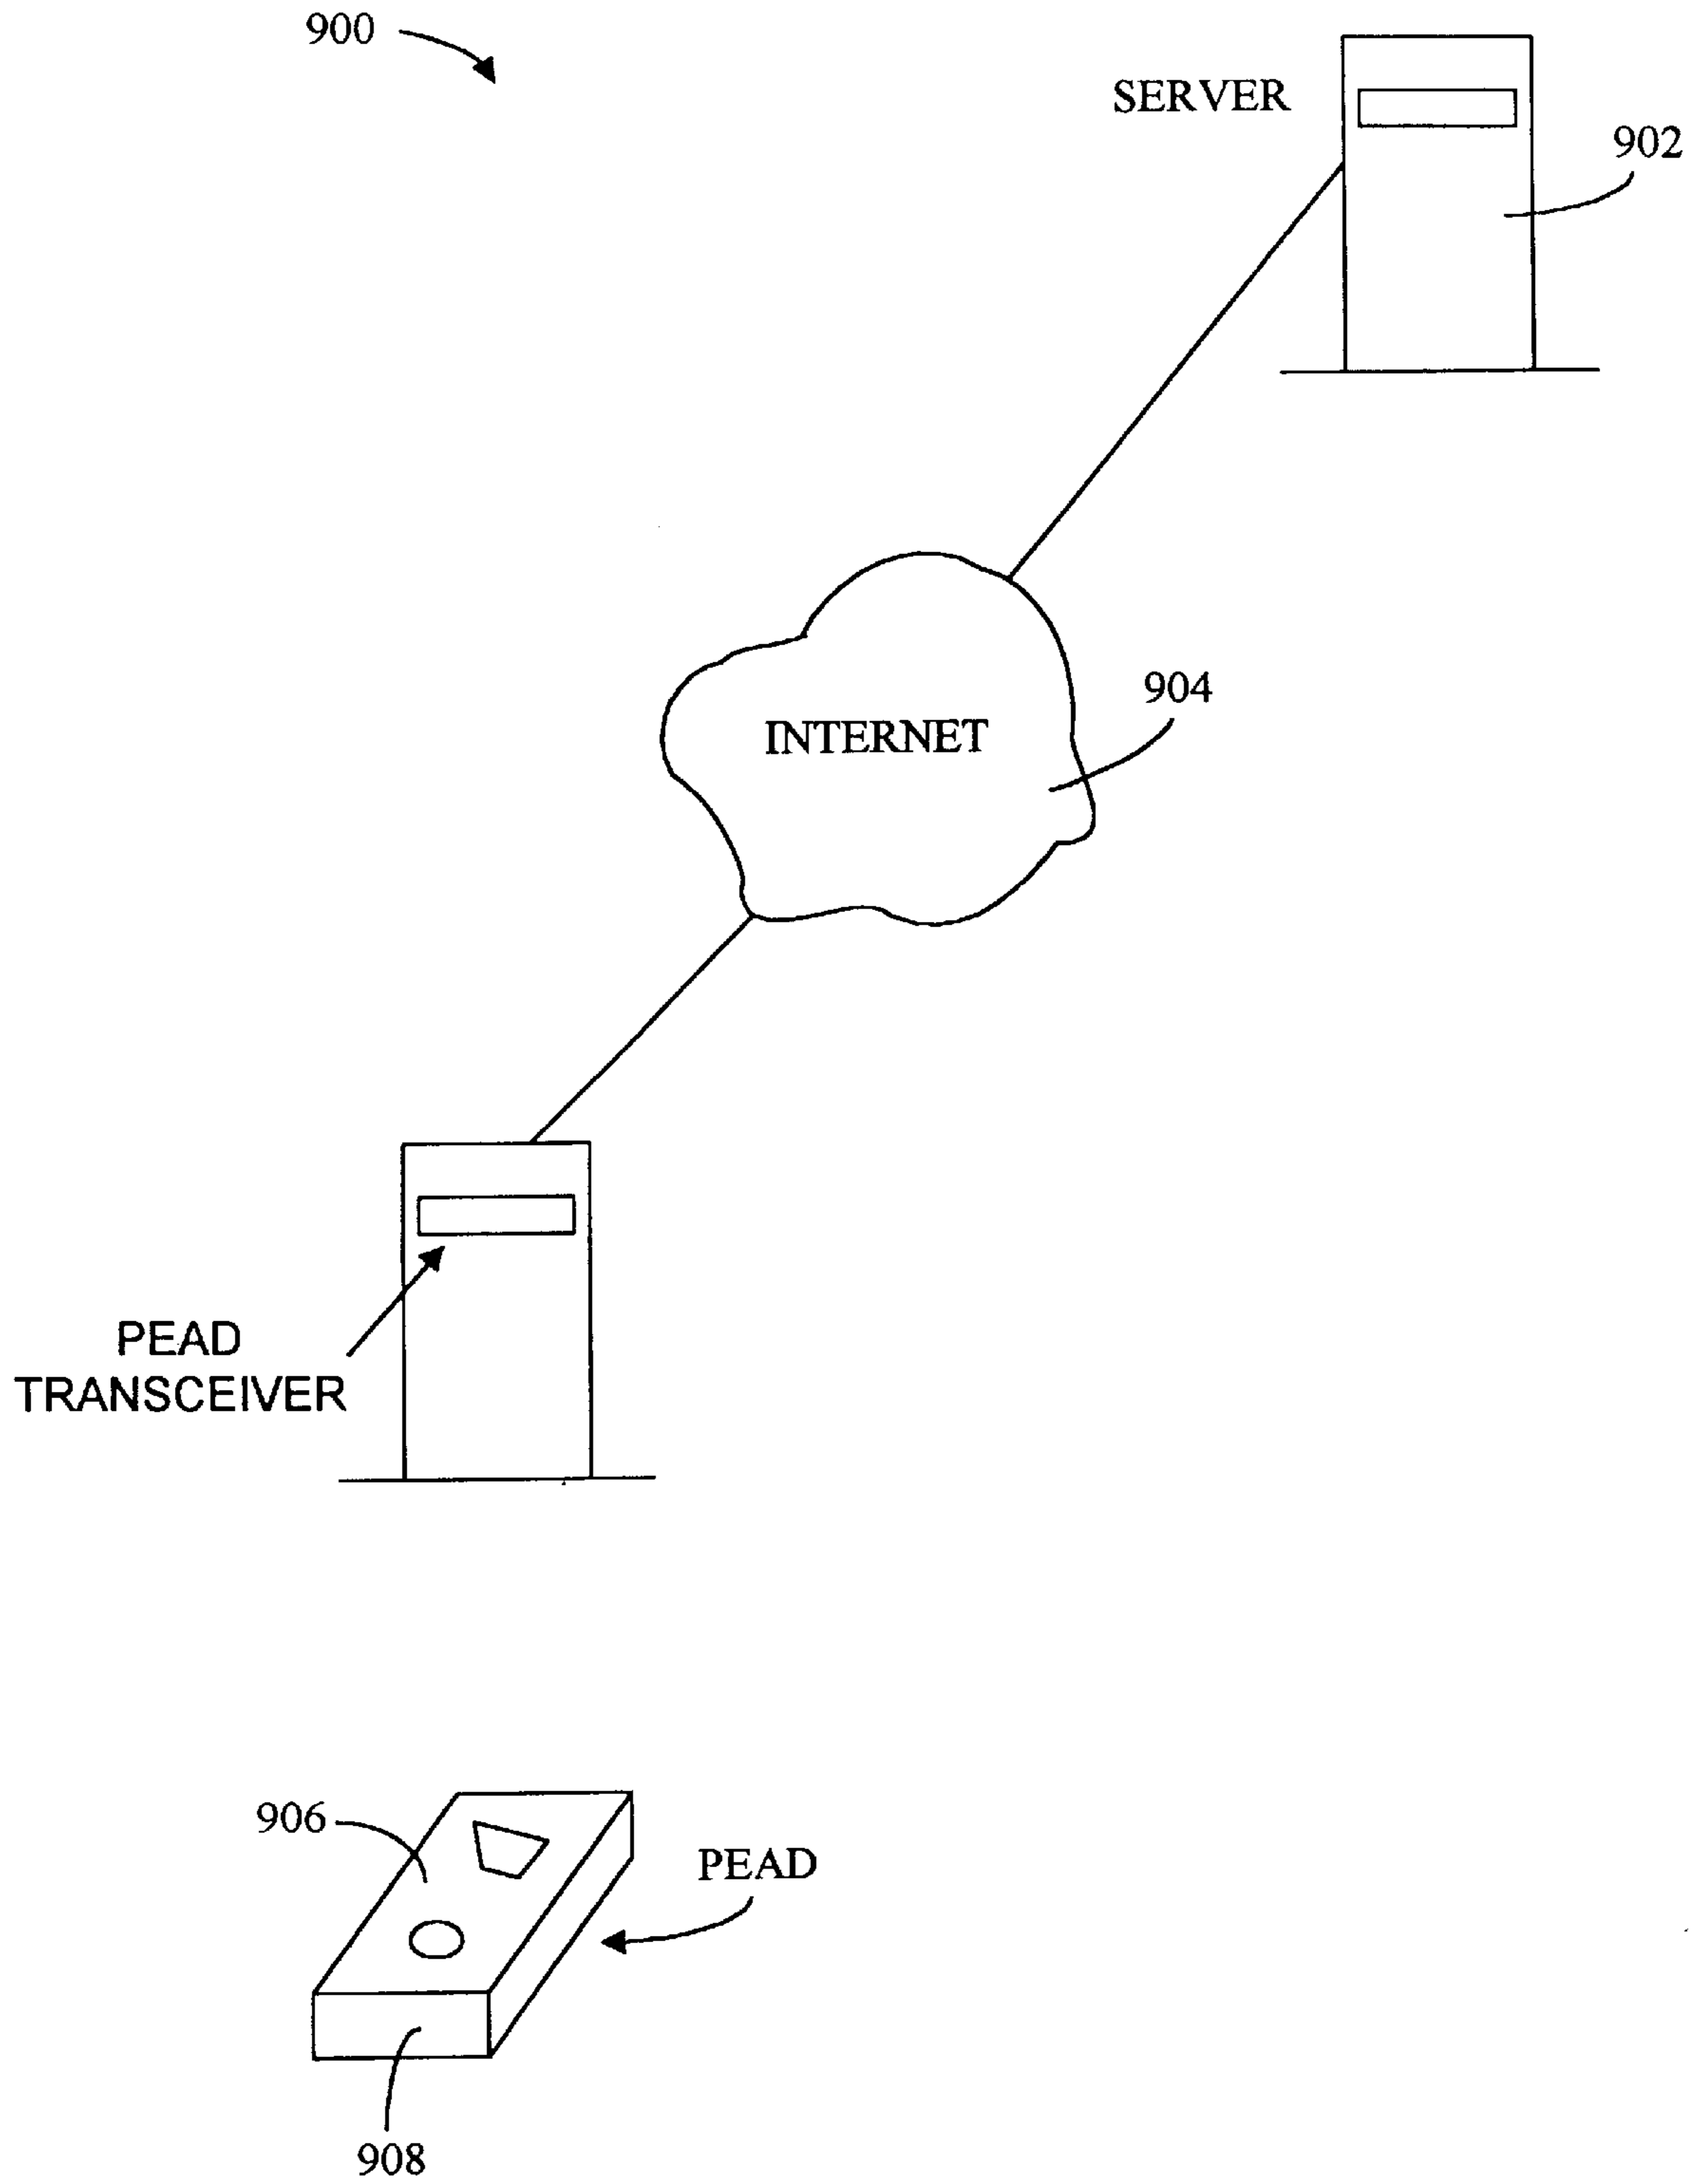 900
SERVER
902
904
INTERNET
PEAD
TRANSCEIVER
906
PEAD
908